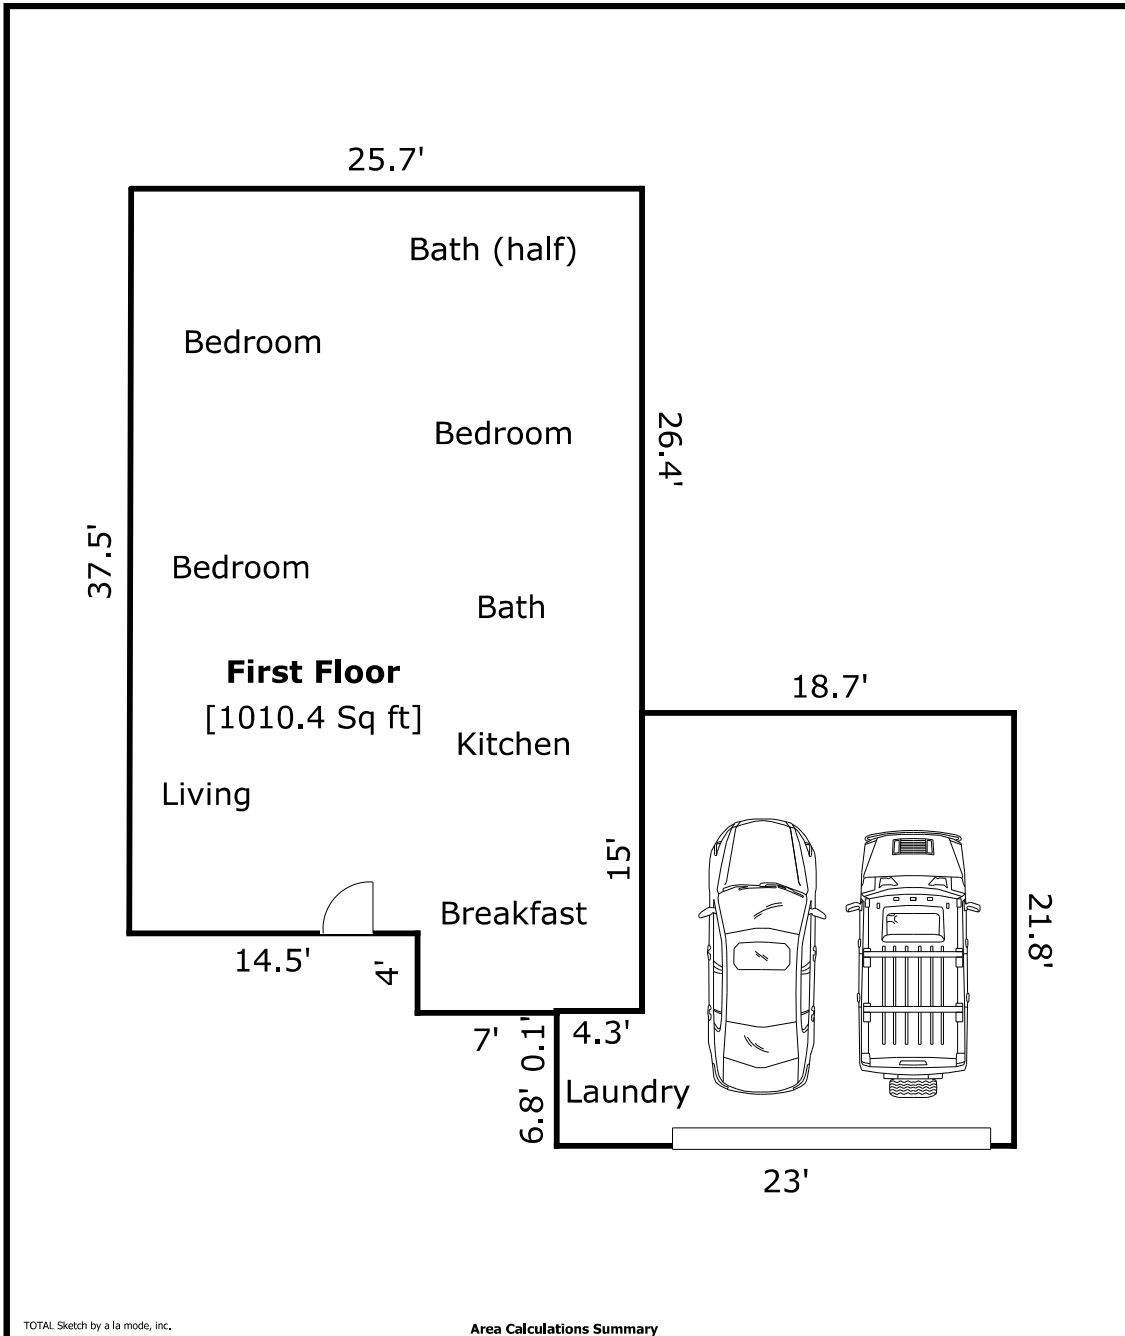 25.7'
Bath (half)
Bedroom
Bedroom
26.4'
37.5'
Bedroom
Bath
First Floor
[1010.4 Sq ft]
18.7'
Kitchen
Living
15'
Breakfast
21.8'
14.5'
4'
7'
0.1'
4.3'
6.8'
Laundry
23'
TOTAL Sketch by a la mode, inc.
Area Calculations Summary